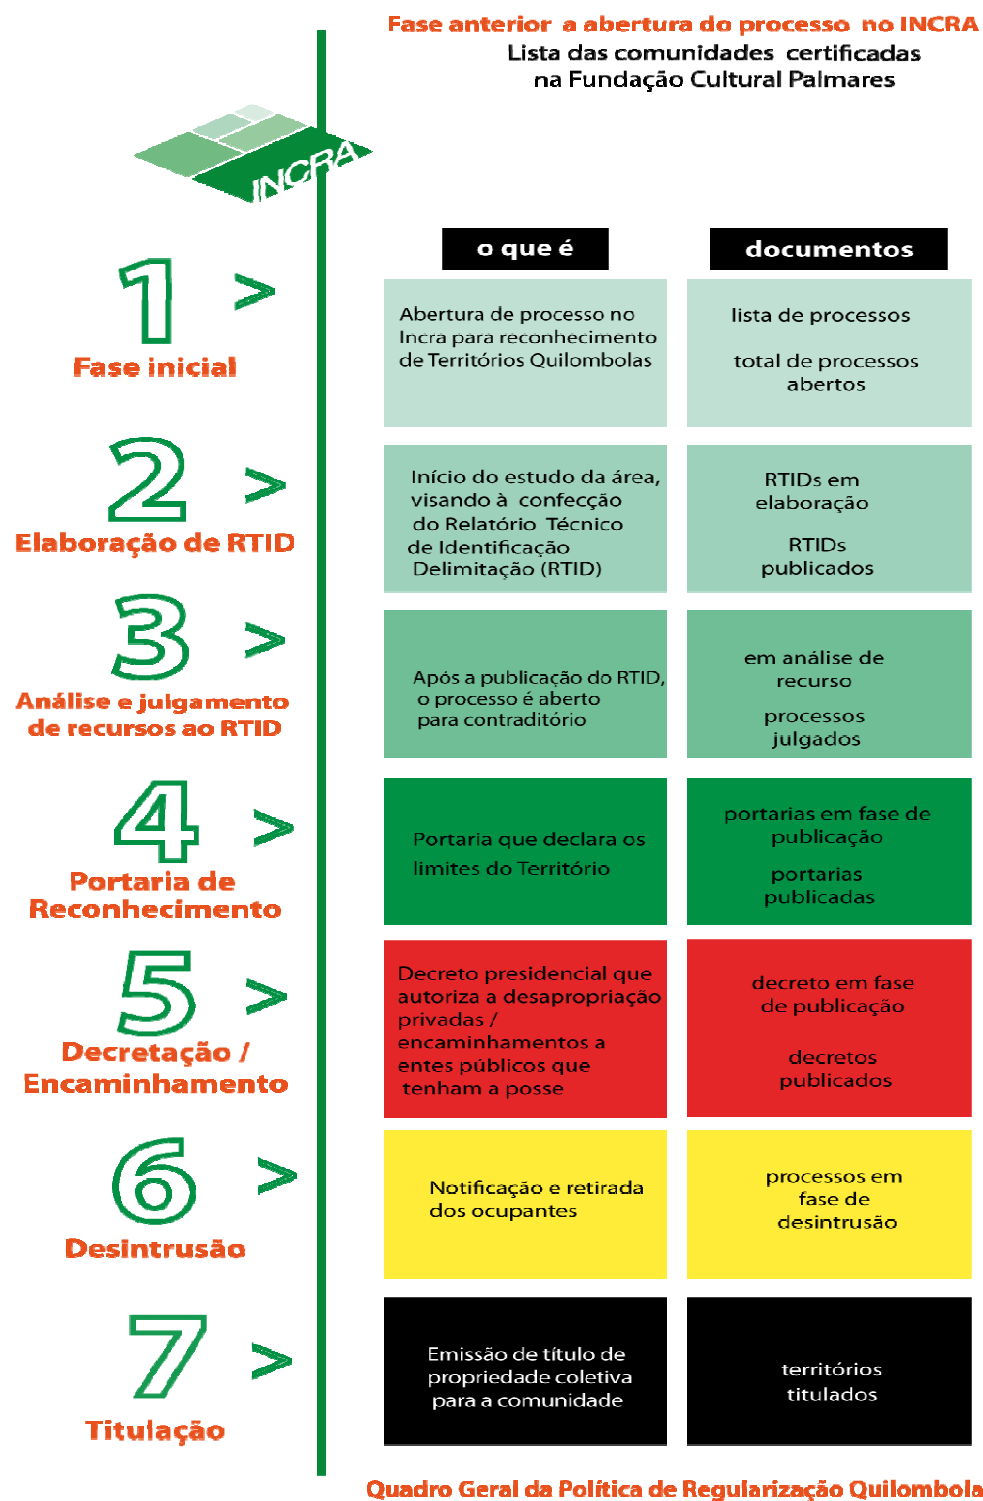 Fase anterior a abertura do processo no INCRA
Lista das comunidades certificadas
na Fundação Cultural Palmares
INCRA
o que é
documentos
1 >
Fase inicial
Abertura de processo no
Incra para reconhecimento
de Territórios Quilombolas
lista de processos
total de processos
abertos
2 >
Elaboração de RTID
Início do estudo da área,
visando à confecção
do Relatório Técnico
de Identificação
Delimitação (RTID)
RTIDs em
elaboração
RTIDs
publicados
3 >
Análise e julgamento
de recursos ao RTID
Após a publicação do RTID,
o processo é aberto
para contraditório
em análise de
recurso
processos
julgados
4 >
Portaria de
Reconhecimento
Portaria que declara os
limites do Território
portarias em fase de
publicação
portarias
publicadas
5 >
Decretação /
Encaminhamento
Decreto presidencial que
autoriza a desapropriação
privadas /
encaminhamentos a
entes públicos que
tenham a posse
decreto em fase
de publicação
decretos
publicados
6 >
Desintrusão
Notificação e retirada
dos ocupantes
processos em
fase de
desintrusão
7 >
Titulação
Emissão de título de
propriedade coletiva
para a comunidade
territórios
titulados
Quadro Geral da Política de Regularização Quilombola